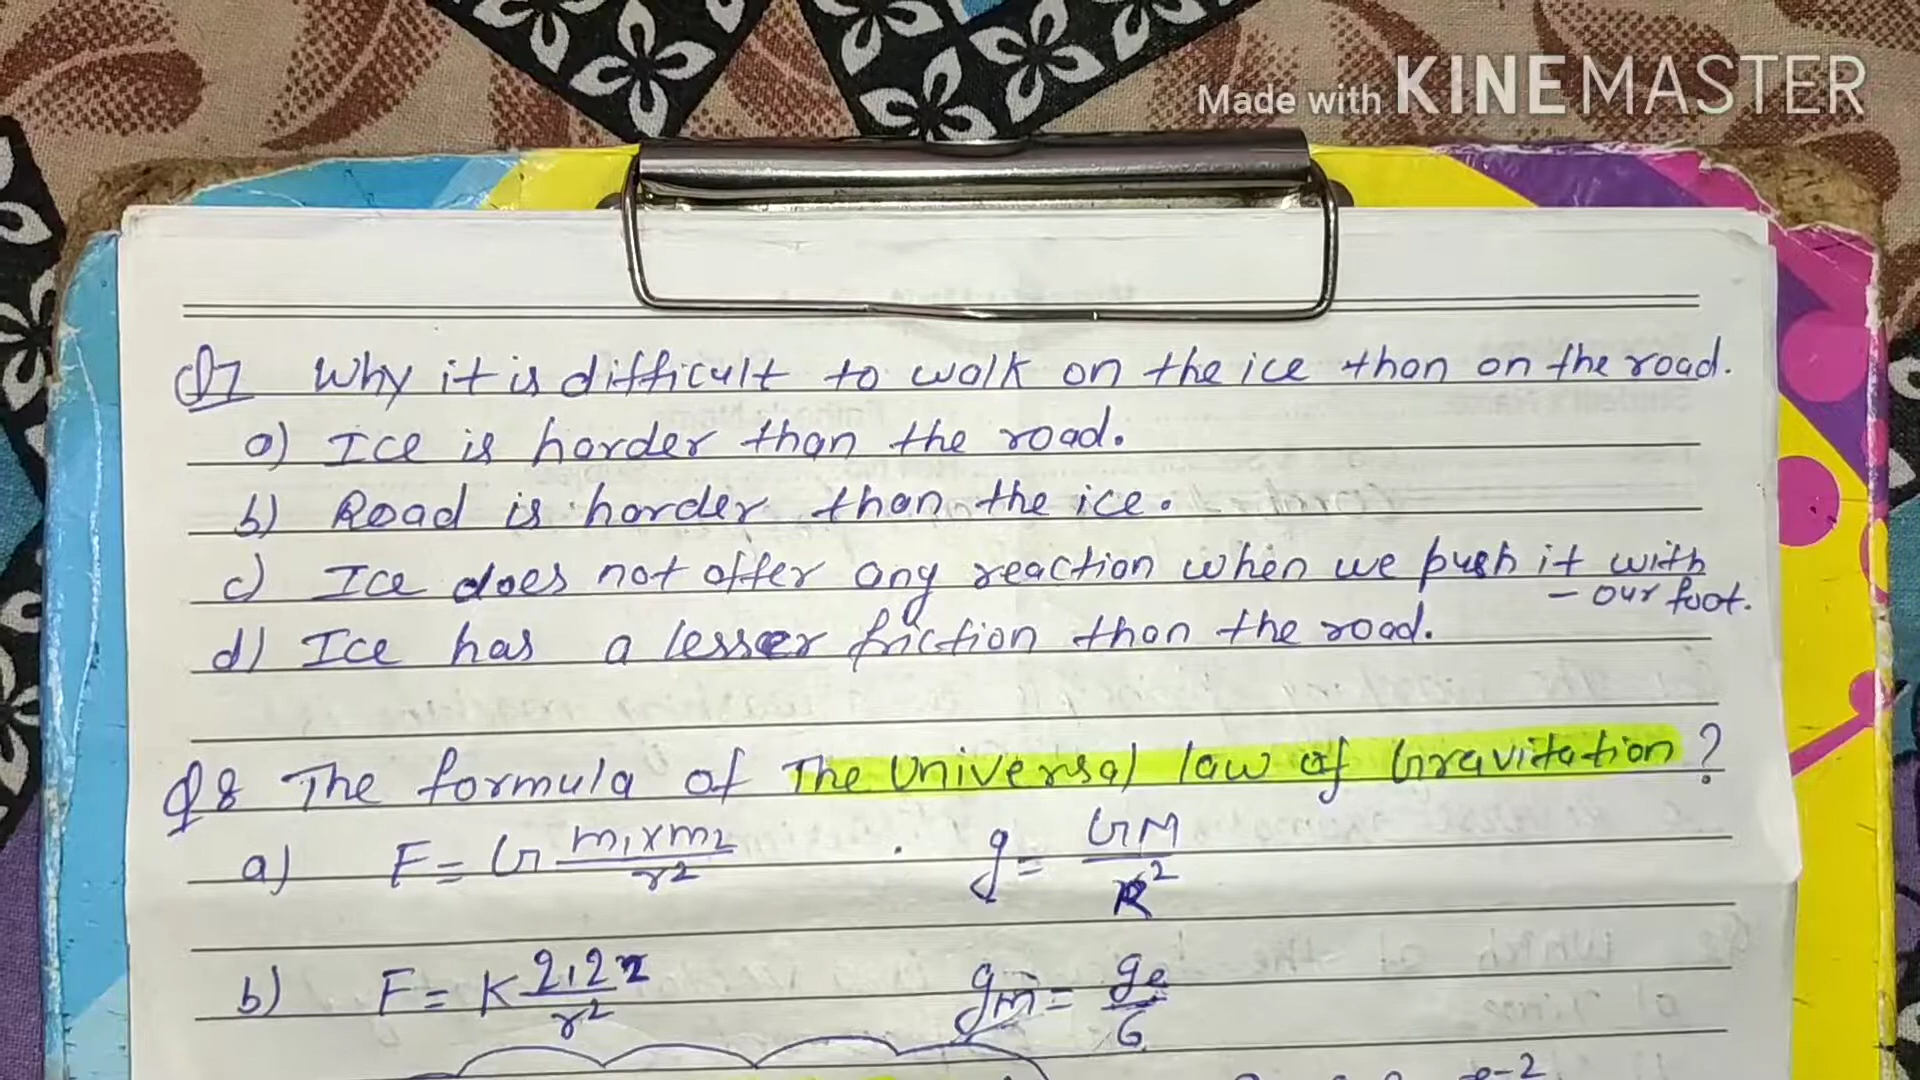 Made with KINEMASTER
Q7 Why it is difficult to walk on the ice than on the road.
a) Ice is harder than the road.
b) Road is harder than the ice.
c) Ice does not offer any reaction when we push it with
- our foot.
d) Ice has a lesser friction than the road.
Q8 The formula of The Universal law of Gravitation ?
a) F = G m1 x m2 / r² . g = GM / R²
b) F = K 2,2 2 / r² gm = ge / 6